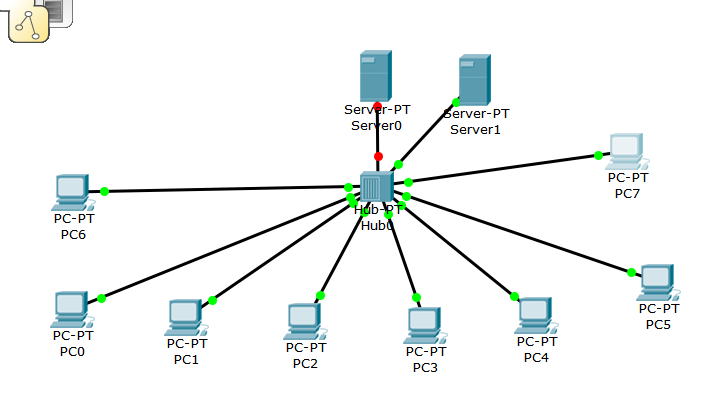 Server-PT
Server0
Server-PT
Server1
PC-PT
PC7
PC-PT
PC6
Hub-PT
Hub0
PC-PT
PC5
PC-PT
PC0
PC-PT
PC1
PC-PT
PC2
PC-PT
PC3
PC-PT
PC4